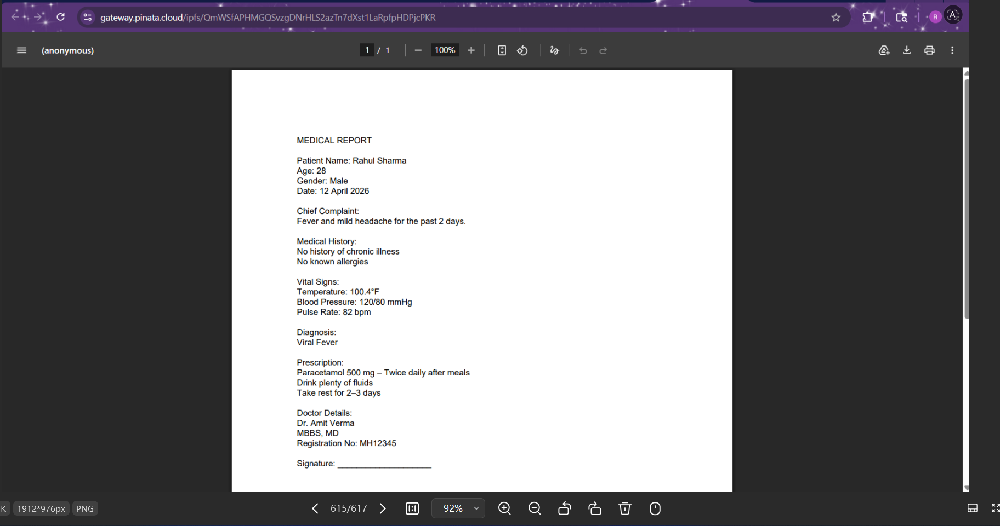 gateway.pinata.cloud/ipfs/QmWSfAPHMGQSvzgDNrHLS2azTn7dXst1LaRpfpHDPjcPKR
R
A
(anonymous)
1 / 1
100%
MEDICAL REPORT
Patient Name: Rahul Sharma
Age: 28
Gender: Male
Date: 12 April 2026
Chief Complaint:
Fever and mild headache for the past 2 days.
Medical History:
No history of chronic illness
No known allergies
Vital Signs:
Temperature: 100.4°F
Blood Pressure: 120/80 mmHg
Pulse Rate: 82 bpm
Diagnosis:
Viral Fever
Prescription:
Paracetamol 500 mg – Twice daily after meals
Drink plenty of fluids
Take rest for 2–3 days
Doctor Details:
Dr. Amit Verma
MBBS, MD
Registration No: MH12345
Signature: ____________________
K
1912*976px
PNG
615/617
1:1
92%